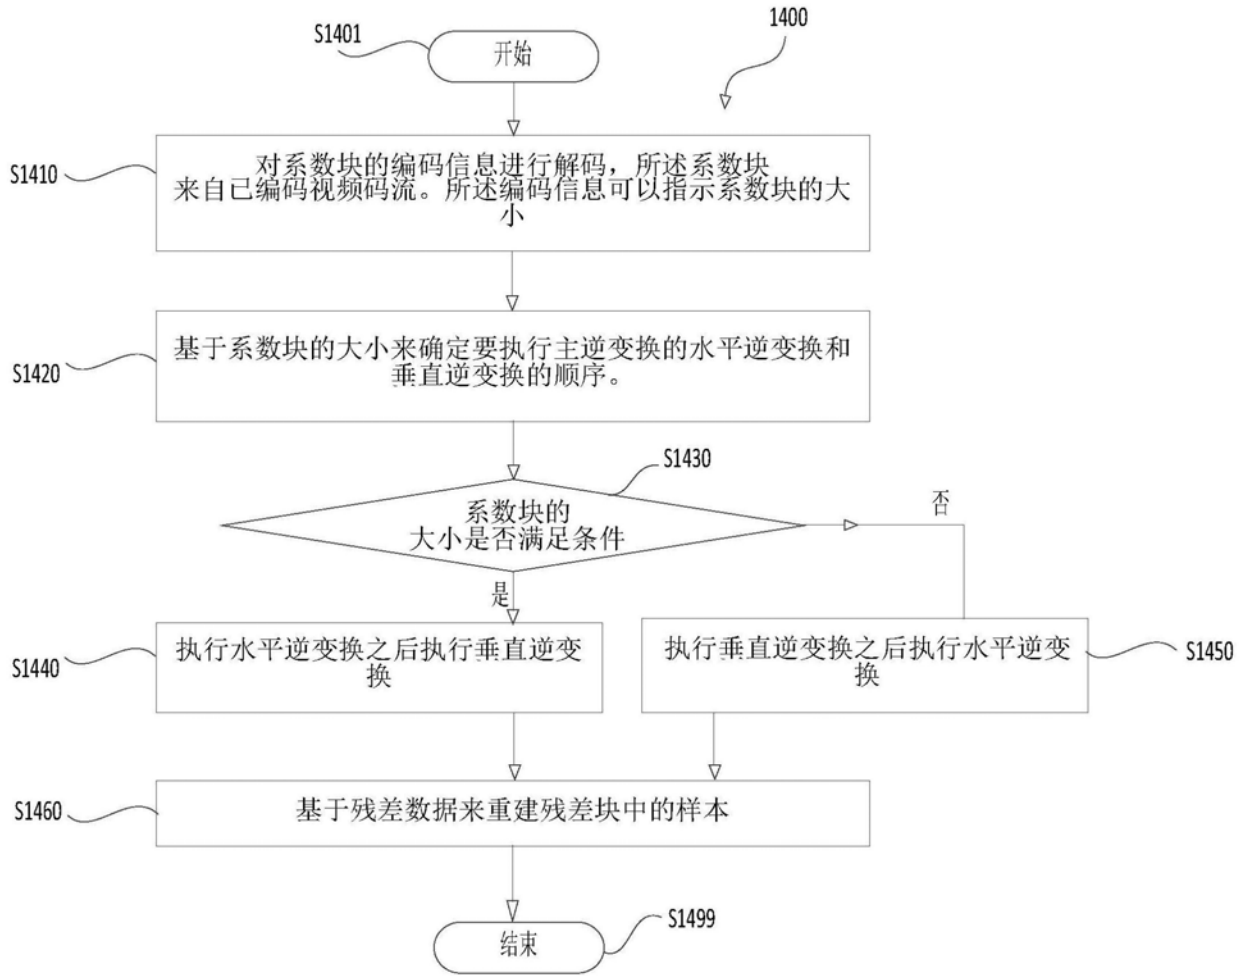 1400
S1401
开始
S1410
对系数块的编码信息进行解码，所述系数块
来自己编码视频码流。所述编码信息可以指示系数块的大
小
S1420
基于系数块的大小来确定要执行主逆变换的水平逆变换和
垂直逆变换的顺序。
S1430
系数块的
大小是否满足条件
否
是
S1440
执行水平逆变换之后执行垂直逆变
换
执行垂直逆变换之后执行水平逆变
换
S1450
S1460
基于残差数据来重建残差块中的样本
S1499
结束